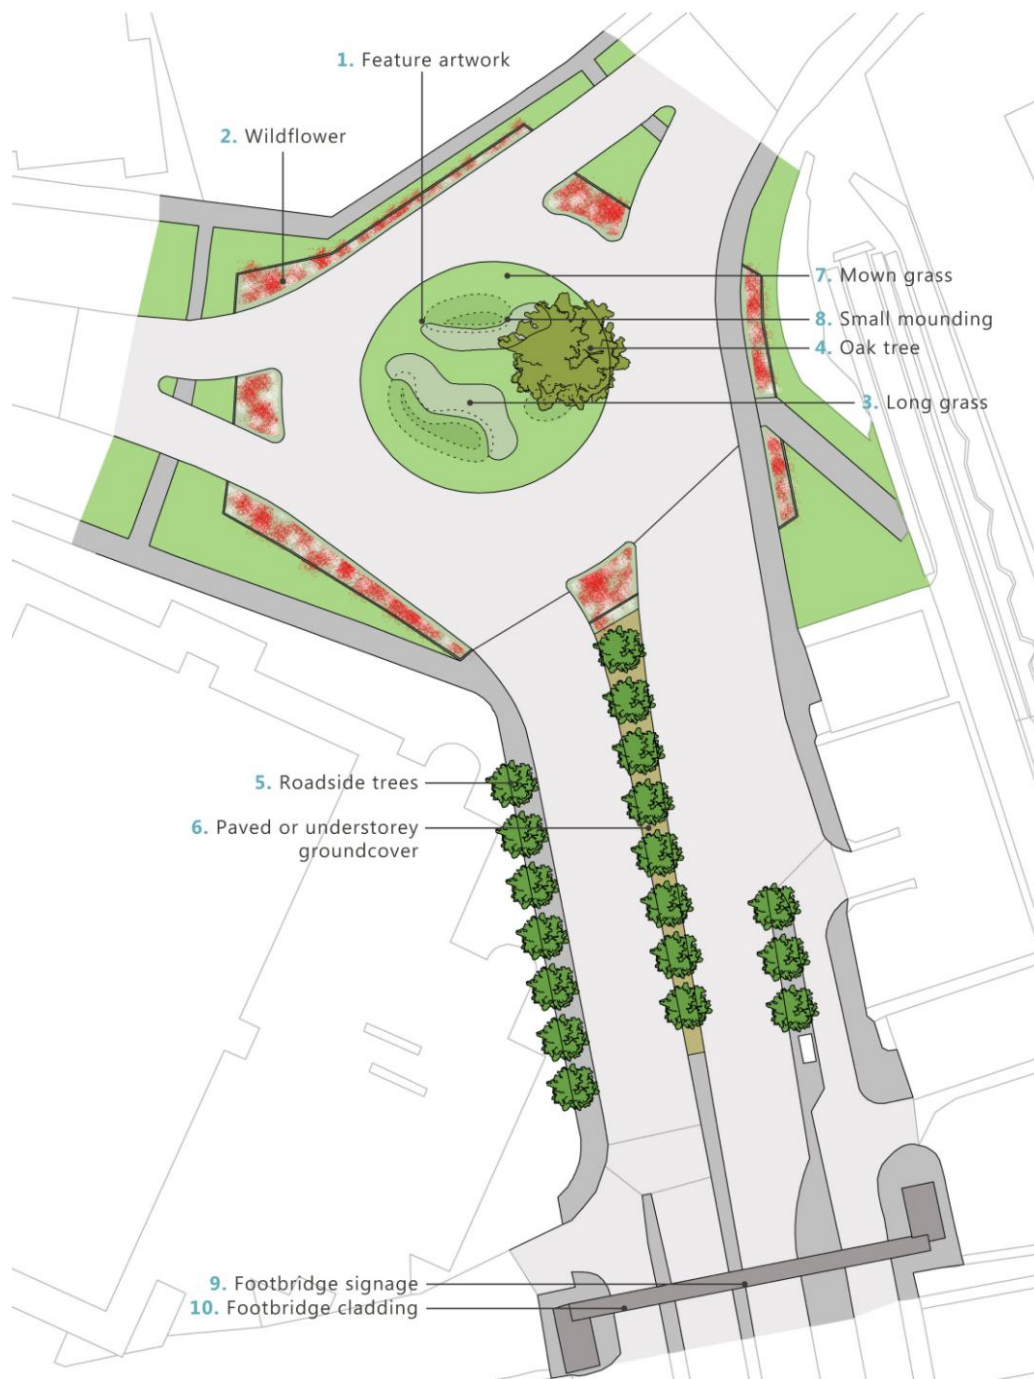 1. Feature artwork
2. Wildflower
7. Mown grass
8. Small mounding
4. Oak tree
3. Long grass
5. Roadside trees
6. Paved or understorey
groundcover
9. Footbridge signage
10. Footbridge cladding